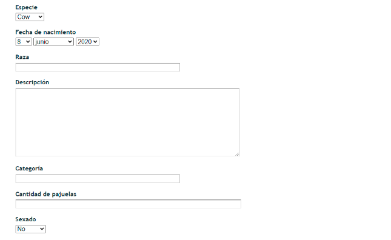 Especie
Cow
Fecha de nacimiento
8 junio 2020
Raza
Descripción
Categoría
Cantidad de pajuelas
Sexado
No